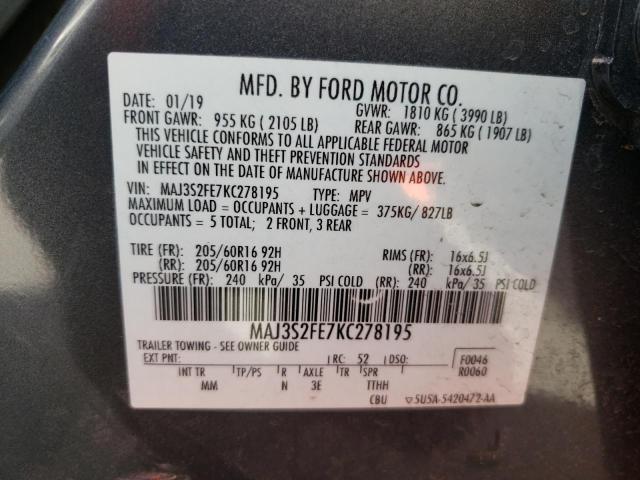 MFD. BY FORD MOTOR CO.
DATE: 01/19 GVWR: 1810 KG ( 3990 LB)
FRONT GAWR: 955 KG ( 2105 LB) REAR GAWR: 865 KG ( 1907 LB)
THIS VEHICLE CONFORMS TO ALL APPLICABLE FEDERAL MOTOR
VEHICLE SAFETY AND THEFT PREVENTION STANDARDS
IN EFFECT ON THE DATE OF MANUFACTURE SHOWN ABOVE.
VIN: MAJ3S2FE7KC278195 TYPE: MPV
MAXIMUM LOAD = OCCUPANTS + LUGGAGE = 375KG/ 827LB
OCCUPANTS = 5 TOTAL; 2 FRONT, 3 REAR
TIRE (FR): 205/60R16 92H RIMS (FR): 16x6.5J
(RR): 205/60R16 92H (RR): 16x6.5J
PRESSURE (FR): 240 kPa/ 35 PSI COLD (RR): 240 kPa/ 35 PSI COLD
MAJ3S2FE7KC278195
TRAILER TOWING - SEE OWNER GUIDE
EXT PNT: RC: 52 DSO: F0046
INT TR TP/PS R AXLE TR SPR R0060
MM N 3E TTHH
CBU ▽5U5A-5420472-AA